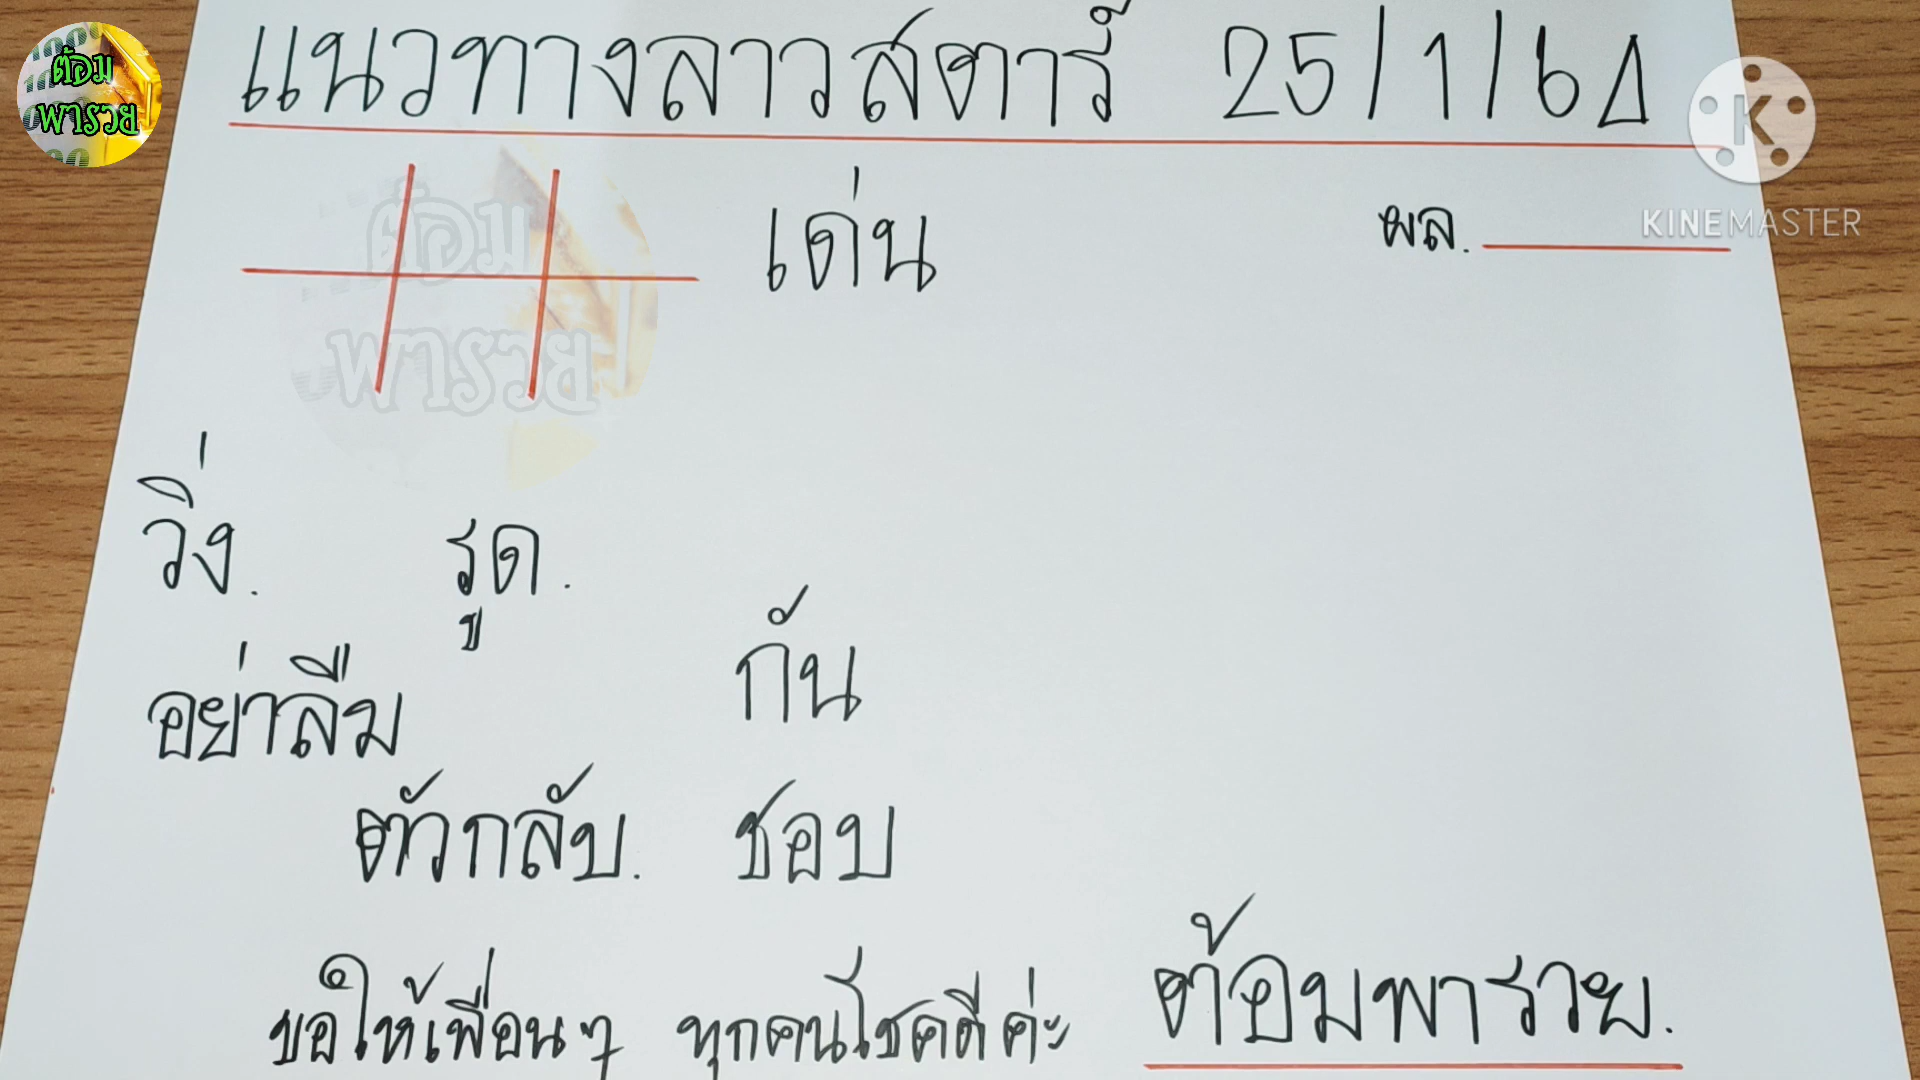 ต้อม
พารวย
แนวทางลาวสตาร์ 25/1/64
เด่น
ผล.
KINEMASTER
ต้อม
พารวย
วิ่ง. รูด.
อย่าลืม กัน
ตัวกลับ. ชอบ
ขอให้เพื่อนๆ ทุกคนโชคดีค่ะ ต้อมพารวย.